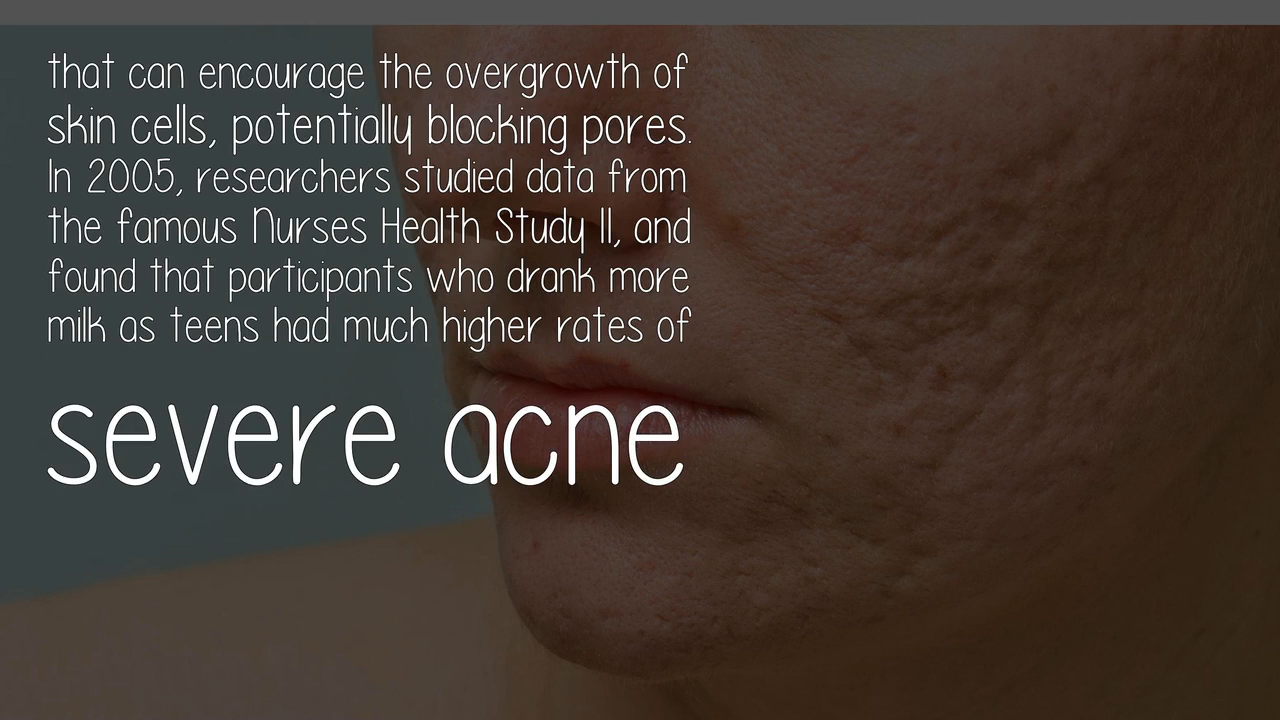 that can encourage the overgrowth of
skin cells, potentially blocking pores.
In 2005, researchers studied data from
the famous Nurses Health Study II, and
found that participants who drank more
milk as teens had much higher rates of
severe acne